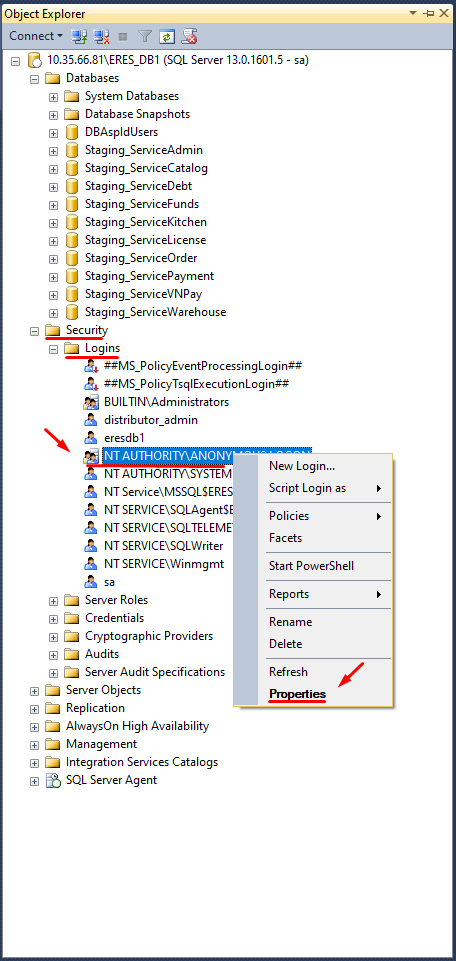 Object Explorer
Connect
10.35.66.81\ERES_DB1 (SQL Server 13.0.1601.5 - sa)
Databases
System Databases
Database Snapshots
DBAspIdUsers
Staging_ServiceAdmin
Staging_ServiceCatalog
Staging_ServiceDebt
Staging_ServiceFunds
Staging_ServiceKitchen
Staging_ServiceLicense
Staging_ServiceOrder
Staging_ServicePayment
Staging_ServiceVNPay
Staging_ServiceWarehouse
Security
Logins
##MS_PolicyEventProcessingLogin##
##MS_PolicyTsqlExecutionLogin##
BUILTIN\Administrators
distributor_admin
eresdb1
NT AUTHORITY\ANONYMOUS LOGON
NT AUTHORITY\SYSTEM
NT Service\MSSQL$ERES
NT SERVICE\SQLAgent$E
NT SERVICE\SQLTELEME
NT SERVICE\SQLWriter
NT SERVICE\Winmgmt
sa
Server Roles
Credentials
Cryptographic Providers
Audits
Server Audit Specifications
Server Objects
Replication
AlwaysOn High Availability
Management
Integration Services Catalogs
SQL Server Agent
New Login...
Script Login as
Policies
Facets
Start PowerShell
Reports
Rename
Delete
Refresh
Properties